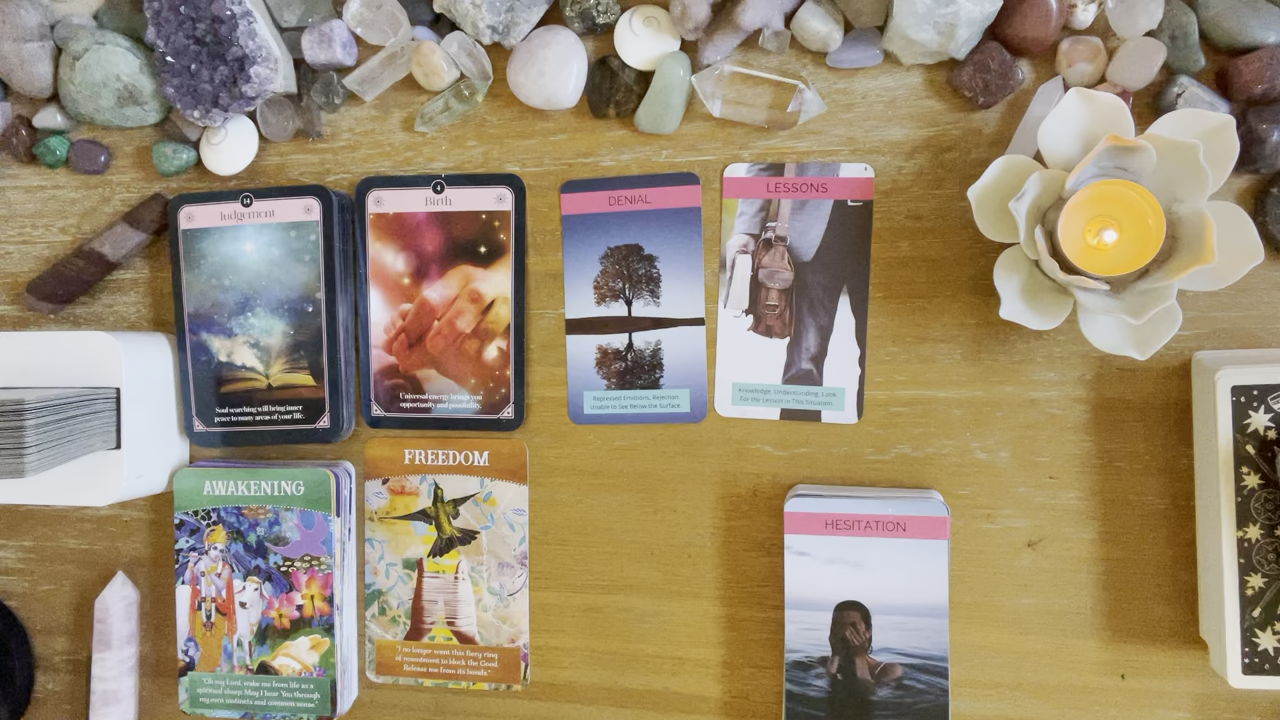 14
Judgement
Soul searching will bring inner
peace to many areas of your life.
4
Birth
Universal energy brings you
opportunity and possibility.
DENIAL
Repressed Emotions, Rejection,
Unable to See Below the Surface.
LESSONS
Knowledge, Understanding, Look
For the Lesson in This Situation.
AWAKENING
"Oh my Lord, wake me from life as a
spiritual sheep. May I hear You through
my own instincts and common sense."
FREEDOM
"I no longer want this fiery ring
of resentment to block the Good.
Release me from its bonds."
HESITATION